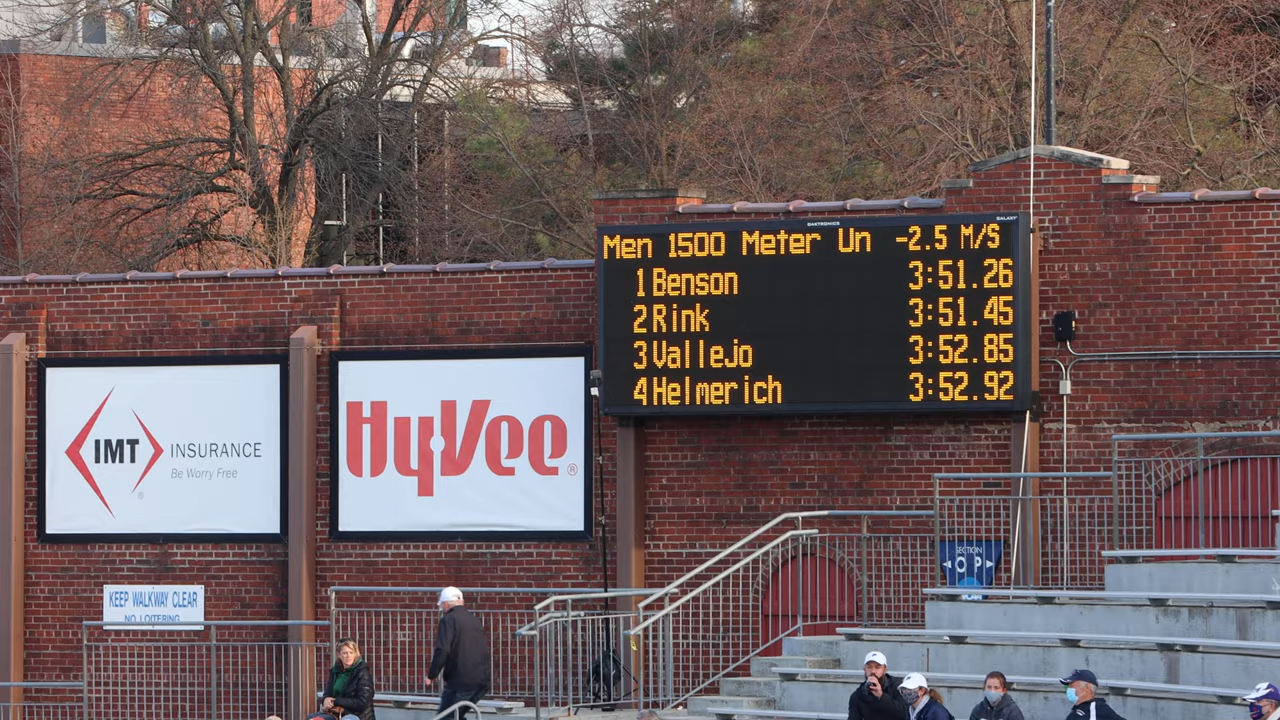 DAKTRONICS GALAXY
Men 1500 Meter Un -2.5 M/S
1 Benson 3:51.26
2 Rink 3:51.45
3 Vallejo 3:52.85
4 Helmerich 3:52.92
IMT INSURANCE
Be Worry Free
®
HyVee®
SECTION
O P
KEEP WALKWAY CLEAR
NO LOITERING